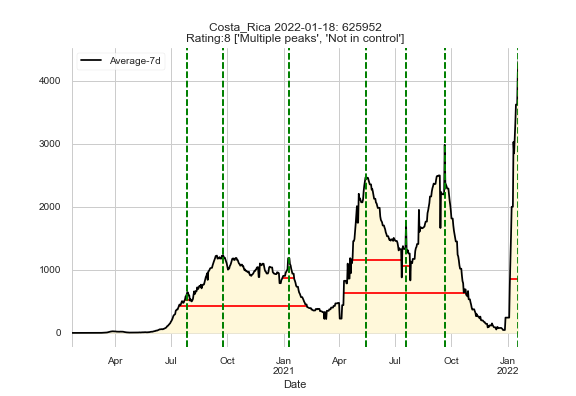 Costa_Rica 2022-01-18: 625952
Rating:8 ['Multiple peaks', 'Not in control']
Average-7d
4000
3000
2000
1000
0
Apr
Jul
Oct
Jan
2021
Apr
Jul
Oct
Jan
2022
Date